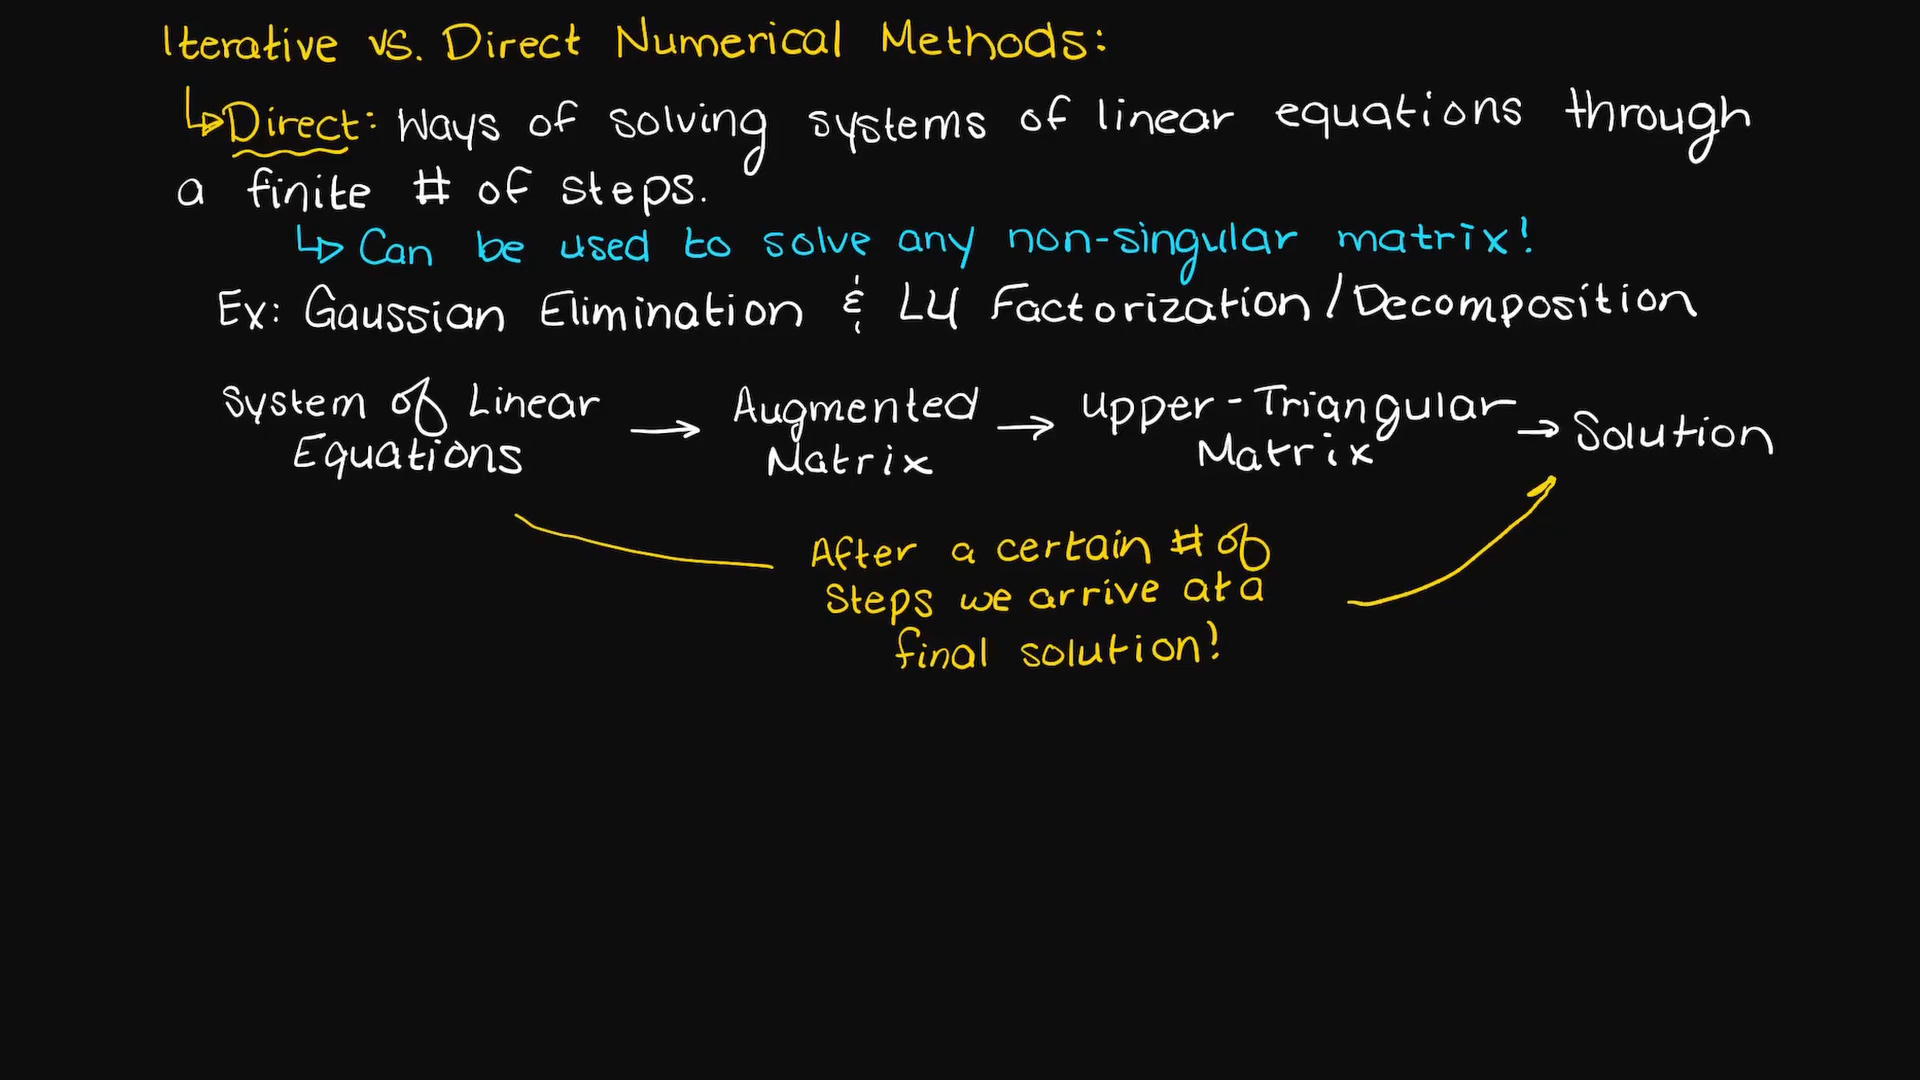 Iterative vs. Direct Numerical Methods:
↳Direct: Ways of solving systems of linear equations through
a finite # of steps.
↳ Can be used to solve any non-singular matrix!
Ex: Gaussian Elimination & LU Factorization/Decomposition
System of Linear Equations → Augmented Matrix → Upper-Triangular Matrix → Solution
After a certain # of
Steps we arrive at a
final solution!